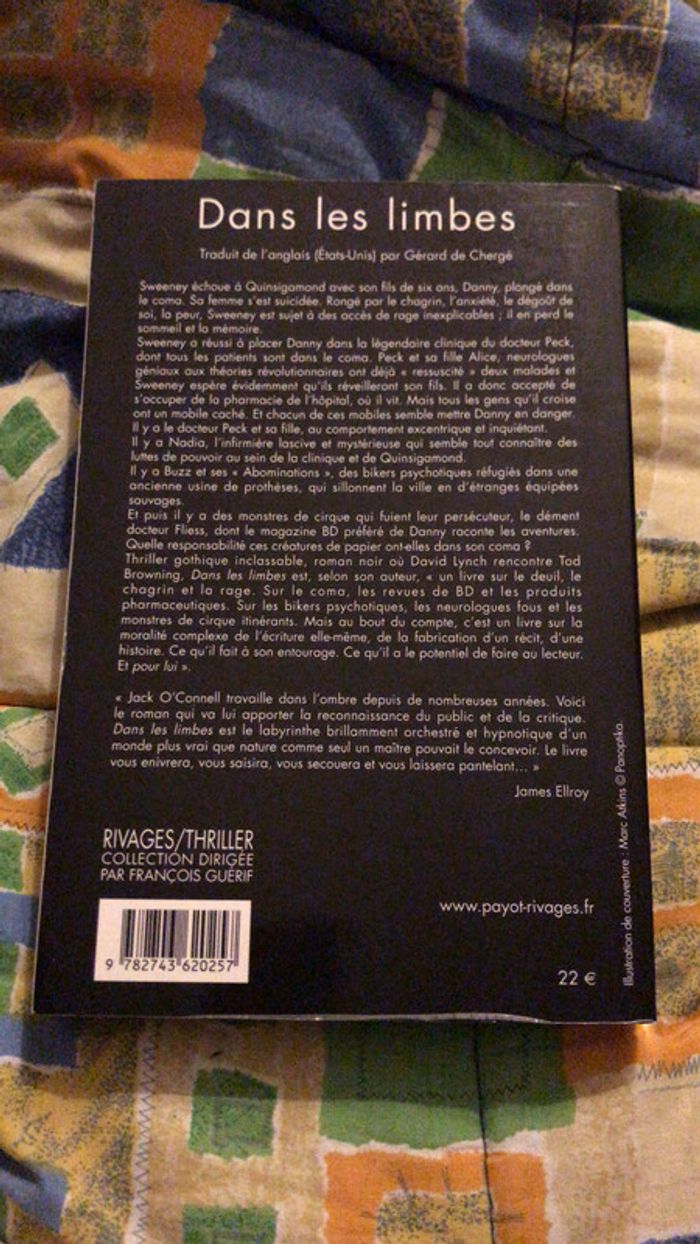 Dans les limbes
Traduit de l'anglais (États-Unis) par Gérard de Chergé
Sweeney échoue à Quinsigamond avec son fils de six ans, Danny, plongé dans
le coma. Sa femme s'est suicidée. Rongé par le chagrin, l'anxiété, le dégoût de
soi, la peur, Sweeney est sujet à des accès de rage inexplicables ; il en perd le
sommeil et la mémoire.
Sweeney a réussi à placer Danny dans la légendaire clinique du docteur Peck,
dont tous les patients sont dans le coma. Peck et sa fille Alice, neurologues
géniaux aux théories révolutionnaires ont déjà « ressuscité » deux malades et
Sweeney espère évidemment qu'ils réveilleront son fils. Il a donc accepté de
s'occuper de la pharmacie de l'hôpital, où il vit. Mais tous les gens qu'il croise
ont un mobile caché. Et chacun de ces mobiles semble mettre Danny en danger.
Il y a le docteur Peck et sa fille, au comportement excentrique et inquiétant.
Il y a Nadia, l'infirmière lascive et mystérieuse qui semble tout connaître des
luttes de pouvoir au sein de la clinique et de Quinsigamond.
Il y a Buzz et ses « Abominations », des bikers psychotiques réfugiés dans une
ancienne usine de prothèses, qui sillonnent la ville en d'étranges équipées
sauvages.
Et puis il y a des monstres de cirque qui fuient leur persécuteur, le dément
docteur Fliess, dont le magazine BD préféré de Danny raconte les aventures.
Quelle responsabilité ces créatures de papier ont-elles dans son coma ?
Thriller gothique inclassable, roman noir où David Lynch rencontre Tod
Browning, Dans les limbes est, selon son auteur, « un livre sur le deuil, le
chagrin et la rage. Sur le coma, les revues de BD et les produits
pharmaceutiques. Sur les bikers psychotiques, les neurologues fous et les
monstres de cirque itinérants. Mais au bout du compte, c'est un livre sur la
moralité complexe de l'écriture elle-même, de la fabrication d'un récit, d'une
histoire. Ce qu'il fait à son entourage. Ce qu'il a le potentiel de faire au lecteur.
Et pour lui ».
« Jack O'Connell travaille dans l'ombre depuis de nombreuses années. Voici
le roman qui va lui apporter la reconnaissance du public et de la critique.
Dans les limbes est le labyrinthe brillamment orchestré et hypnotique d'un
monde plus vrai que nature comme seul un maître pouvait le concevoir. Le livre
vous enivrera, vous saisira, vous secouera et vous laissera pantelant... »
James Ellroy
RIVAGES/THRILLER
COLLECTION DIRIGÉE
PAR FRANÇOIS GUÉRIF
www.payot-rivages.fr
9 782743 620257
22 €
Illustration de couverture : Marc Atkins © Panoptika.